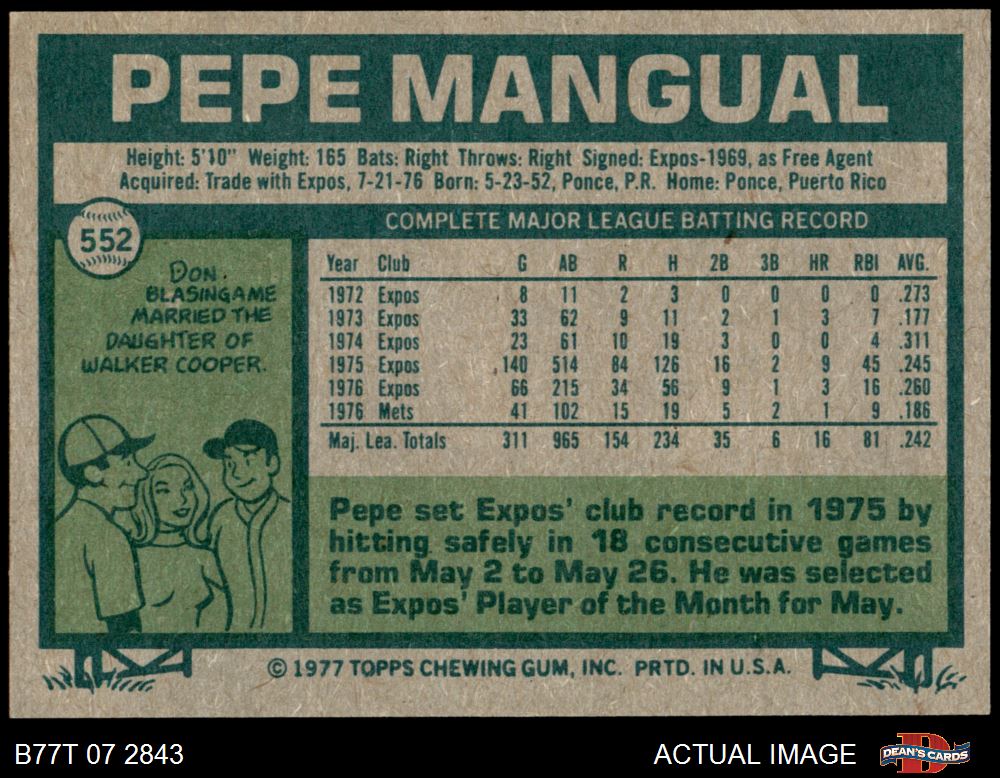 PEPE MANGUAL
Height: 5'10" Weight: 165 Bats: Right Throws: Right Signed: Expos-1969, as Free Agent
Acquired: Trade with Expos, 7-21-76 Born: 5-23-52, Ponce, P.R. Home: Ponce, Puerto Rico
552
COMPLETE MAJOR LEAGUE BATTING RECORD
DON
BLASINGAME
MARRIED THE
DAUGHTER OF
WALKER COOPER.
Year Club G AB R H 2B 3B HR RBI AVG.
1972 Expos 8 11 2 3 0 0 0 0 .273
1973 Expos 33 62 9 11 2 1 3 7 .177
1974 Expos 23 61 10 19 3 0 0 4 .311
1975 Expos 140 514 84 126 16 2 9 45 .245
1976 Expos 66 215 34 56 9 1 3 16 .260
1976 Mets 41 102 15 19 5 2 1 9 .186
Maj. Lea. Totals 311 965 154 234 35 6 16 81 .242
Pepe set Expos' club record in 1975 by
hitting safely in 18 consecutive games
from May 2 to May 26. He was selected
as Expos' Player of the Month for May.
© 1977 TOPPS CHEWING GUM, INC. PRTD. IN U.S.A.
B77T 07 2843
ACTUAL IMAGE
D
DEAN'S CARDS